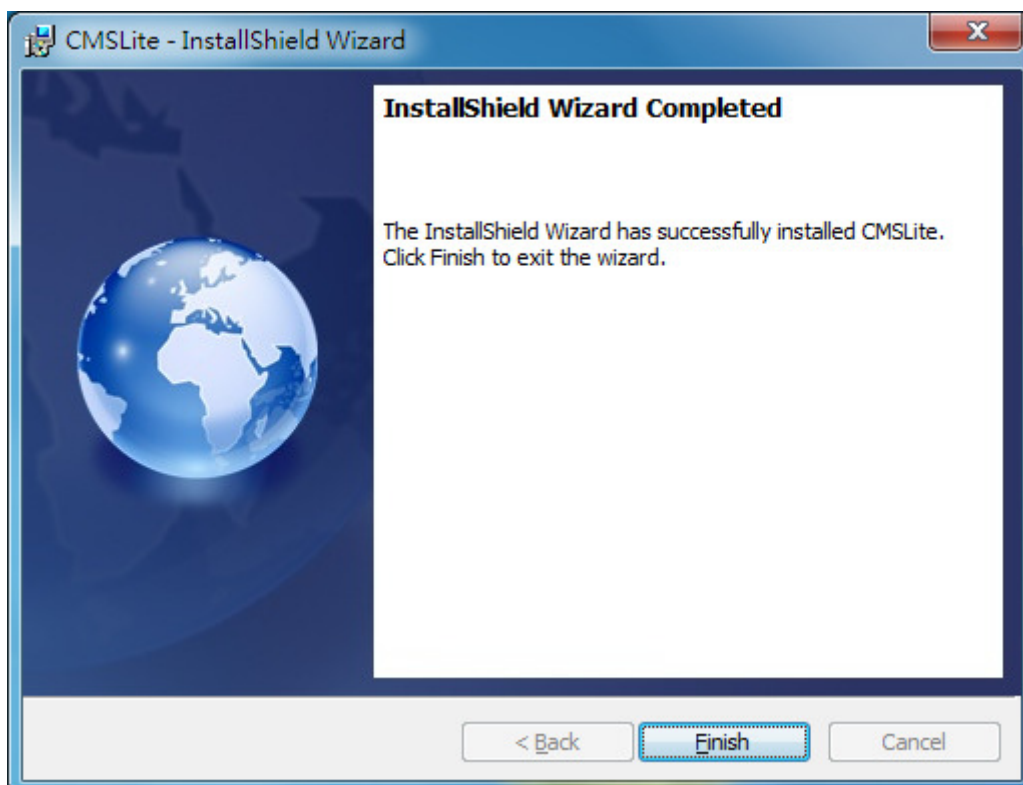 CMSLite - InstallShield Wizard
InstallShield Wizard Completed
The InstallShield Wizard has successfully installed CMSLite.
Click Finish to exit the wizard.
< Back
Finish
Cancel